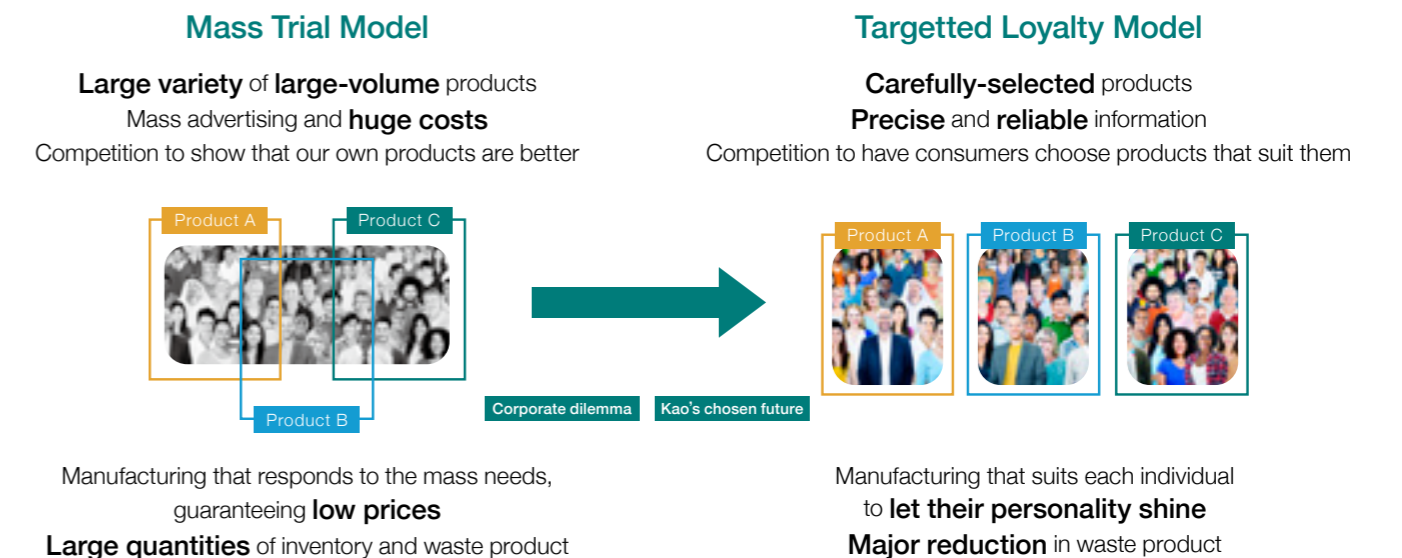 Mass Trial Model
Large variety of large-volume products
Mass advertising and huge costs
Competition to show that our own products are better
Product A
Product C
Product B
Manufacturing that responds to the mass needs,
guaranteeing low prices
Large quantities of inventory and waste product
Corporate dilemma
Kao's chosen future
Targetted Loyalty Model
Carefully-selected products
Precise and reliable information
Competition to have consumers choose products that suit them
Product A
Product B
Product C
Manufacturing that suits each individual
to let their personality shine
Major reduction in waste product